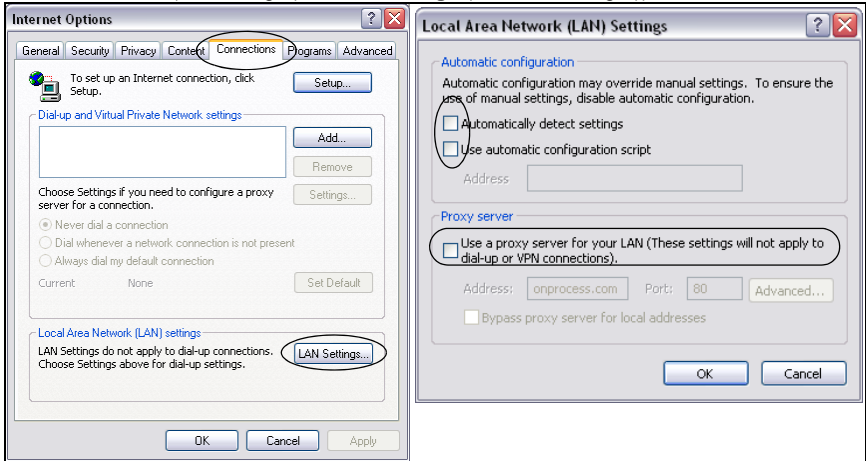 Internet Options
General Security Privacy Content Connections Programs Advanced
To set up an Internet connection, click
Setup.
Setup...
Dial-up and Virtual Private Network settings
Add...
Remove
Choose Settings if you need to configure a proxy
server for a connection.
Settings...
Never dial a connection
Dial whenever a network connection is not present
Always dial my default connection
Current None
Set Default
Local Area Network (LAN) settings
LAN Settings do not apply to dial-up connections.
Choose Settings above for dial-up settings.
LAN Settings...
OK Cancel Apply
Local Area Network (LAN) Settings
Automatic configuration
Automatic configuration may override manual settings. To ensure the
use of manual settings, disable automatic configuration.
Automatically detect settings
Use automatic configuration script
Address
Proxy server
Use a proxy server for your LAN (These settings will not apply to
dial-up or VPN connections).
Address: onprocess.com Port: 80 Advanced...
Bypass proxy server for local addresses
OK Cancel